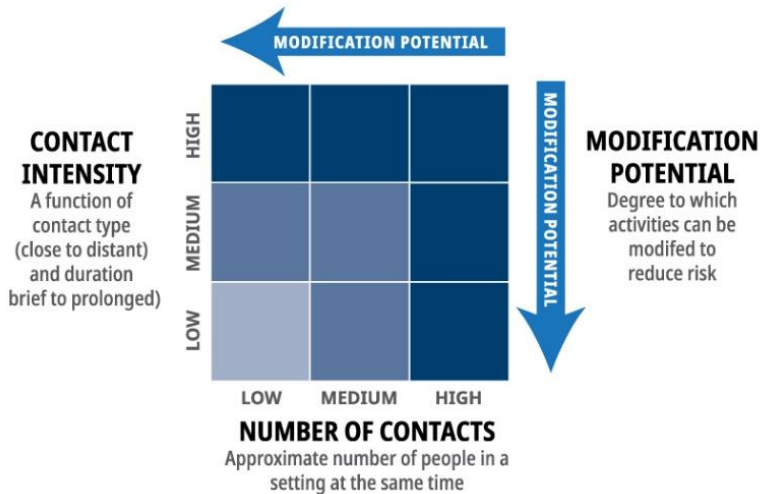 MODIFICATION POTENTIAL
CONTACT
INTENSITY
A function of
contact type
(close to distant)
and duration
brief to prolonged)
HIGH
MEDIUM
LOW
MODIFICATION POTENTIAL
MODIFICATION
POTENTIAL
Degree to which
activities can be
modifed to
reduce risk
LOW MEDIUM HIGH
NUMBER OF CONTACTS
Approximate number of people in a
setting at the same time